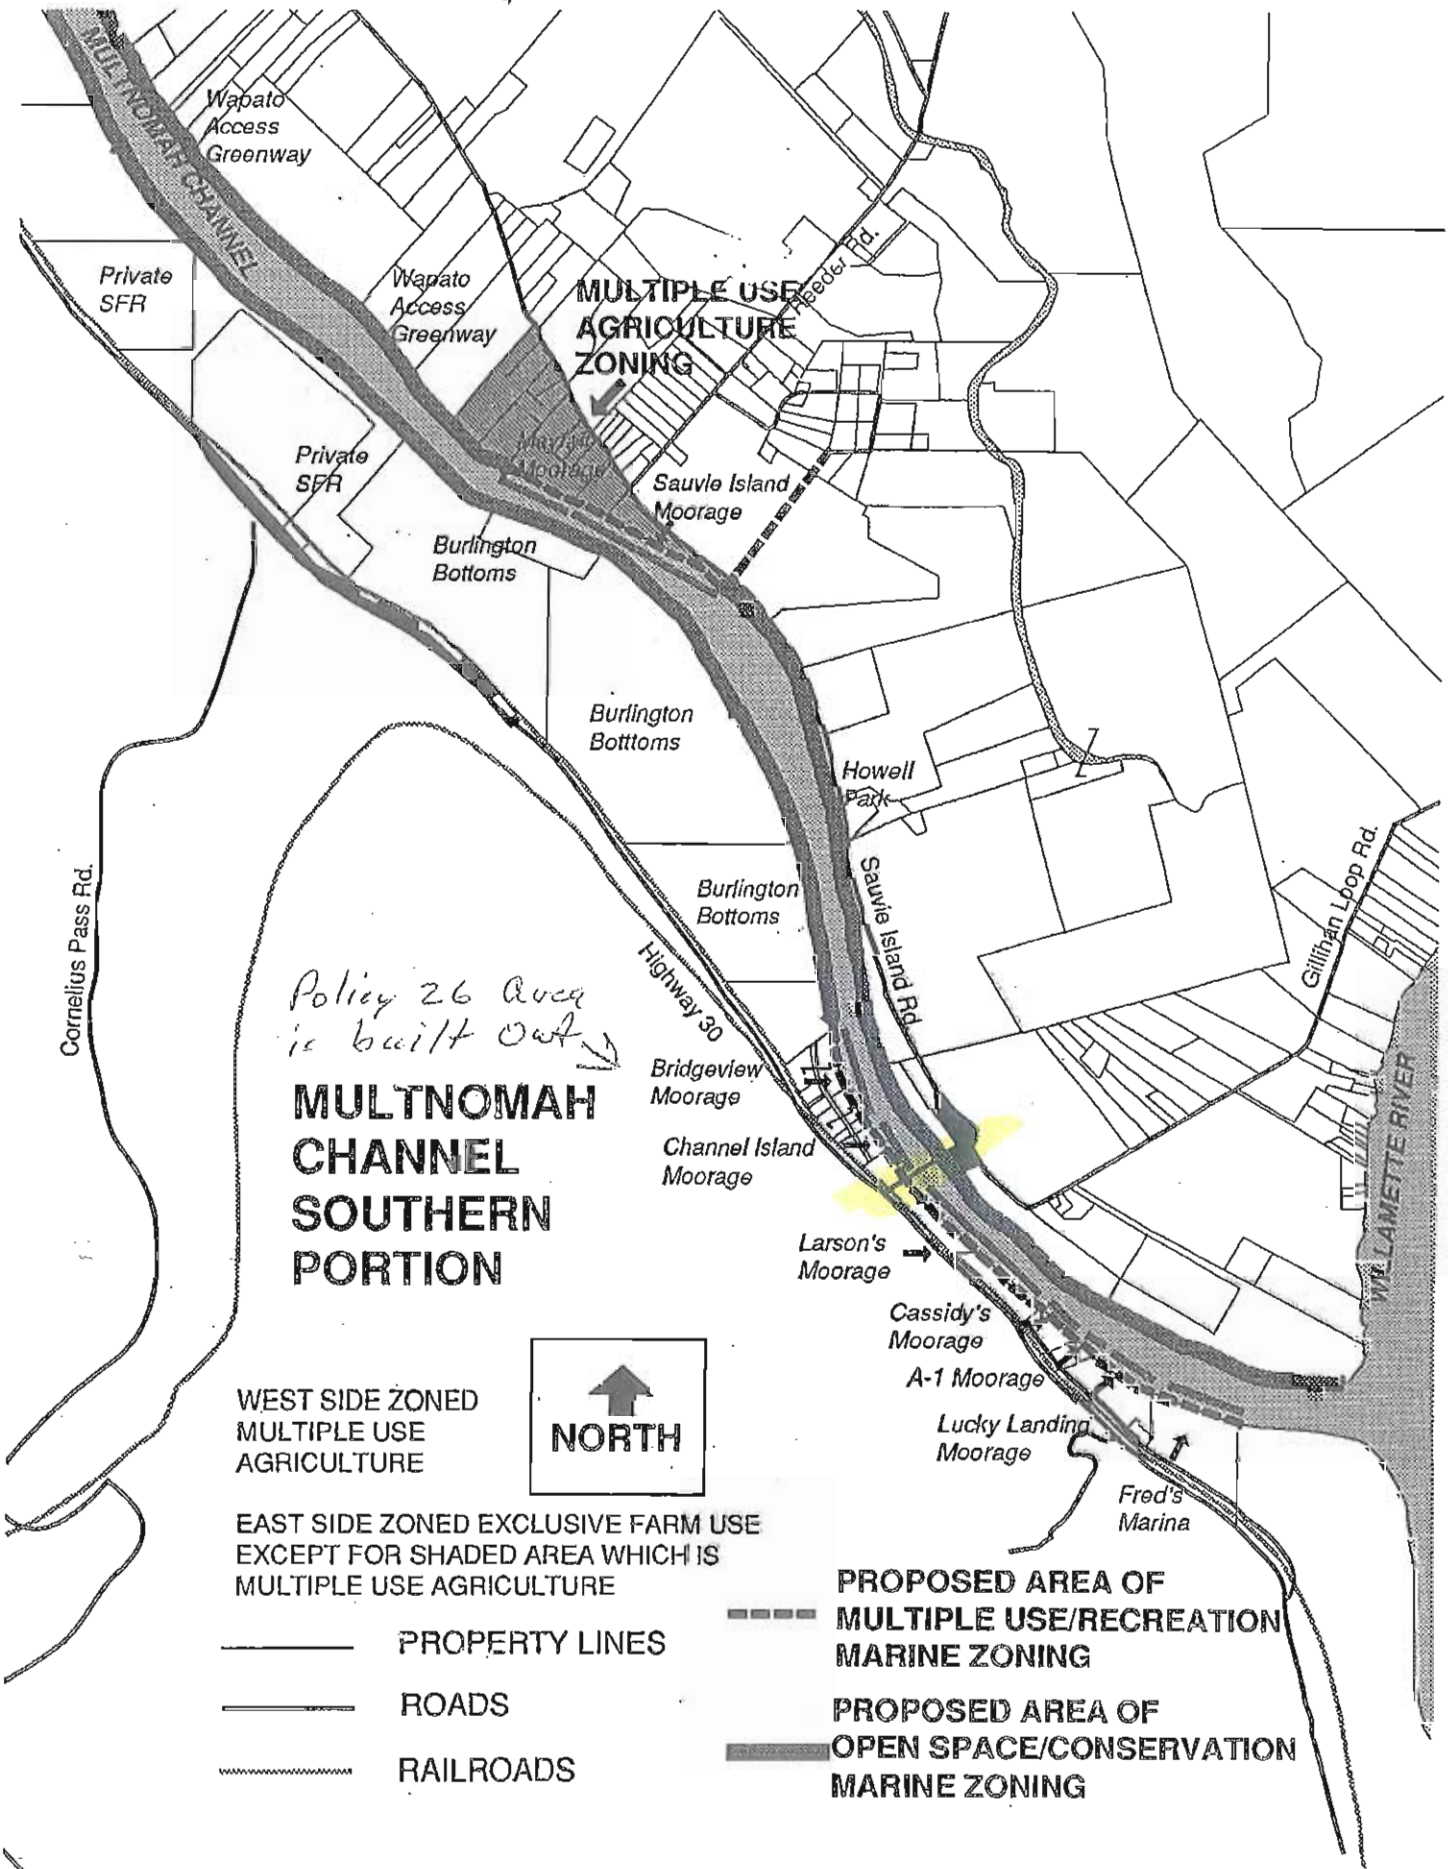 MULTNOMAH CHANNEL
Wapato
Access
Greenway
Private
SFR
Wapato
Access
Greenway
MULTIPLE USE
AGRICULTURE
ZONING
Reeder Rd.
Mayfair
Moorage
Private
SFR
Sauvie Island
Moorage
Burlington
Bottoms
Burlington
Botttoms
Howell
Park
Burlington
Bottoms
Sauvie Island Rd.
Gillihan Loop Rd.
Cornelius Pass Rd.
Highway 30
Policy 26 Area
is built out
Bridgeview
Moorage
MULTNOMAH
CHANNEL
SOUTHERN
PORTION
Channel Island
Moorage
WILLAMETTE RIVER
Larson's
Moorage
Cassidy's
Moorage
A-1 Moorage
Lucky Landing
Moorage
Fred's
Marina
NORTH
WEST SIDE ZONED
MULTIPLE USE
AGRICULTURE
EAST SIDE ZONED EXCLUSIVE FARM USE
EXCEPT FOR SHADED AREA WHICH IS
MULTIPLE USE AGRICULTURE
PROPERTY LINES
ROADS
RAILROADS
PROPOSED AREA OF
MULTIPLE USE/RECREATION
MARINE ZONING
PROPOSED AREA OF
OPEN SPACE/CONSERVATION
MARINE ZONING